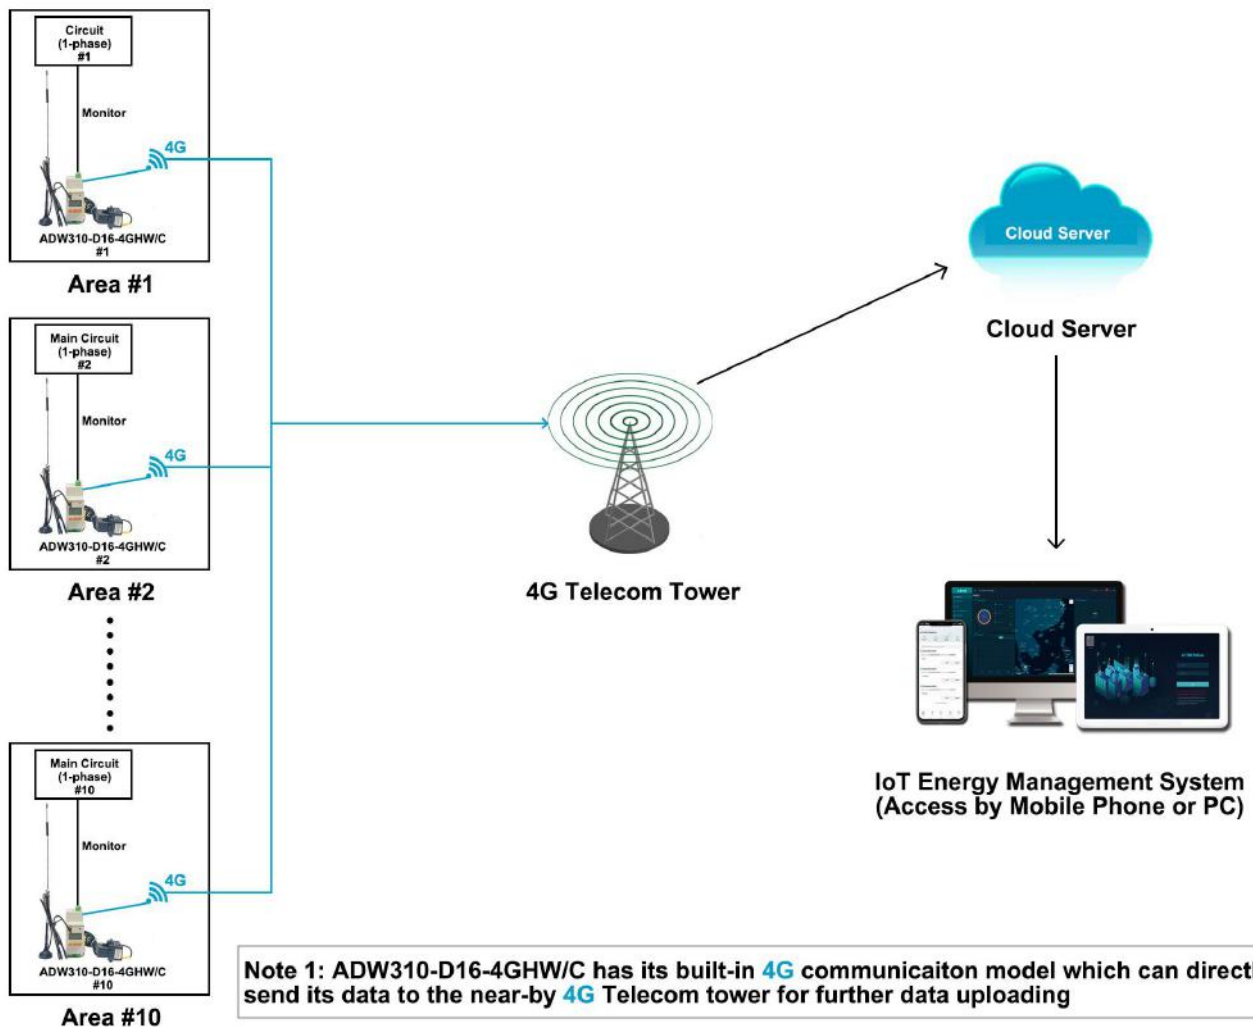 Circuit
(1-phase)
#1
Monitor
4G
ADW310-D16-4GHW/C
#1
Area #1
Main Circuit
(1-phase)
#2
Monitor
4G
ADW310-D16-4GHW/C
#2
Area #2
Main Circuit
(1-phase)
#10
Monitor
4G
ADW310-D16-4GHW/C
#10
Area #10
4G Telecom Tower
Cloud Server
Cloud Server
IoT Energy Management System
(Access by Mobile Phone or PC)
Note 1: ADW310-D16-4GHW/C has its built-in 4G communicaiton model which can directl
send its data to the near-by 4G Telecom tower for further data uploading